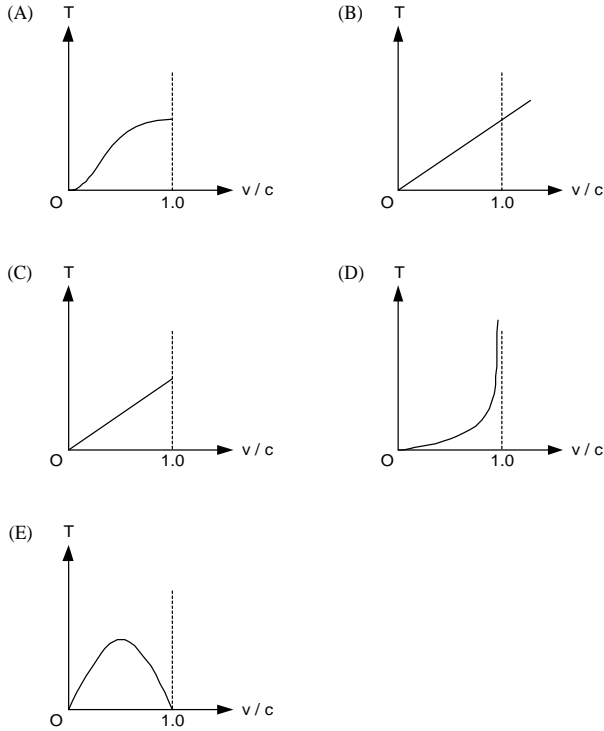 (A) T (B) T
v / c v / c
O 1.0 O 1.0
(C) T (D) T
v / c v / c
O 1.0 O 1.0
(E) T
v / c
O 1.0